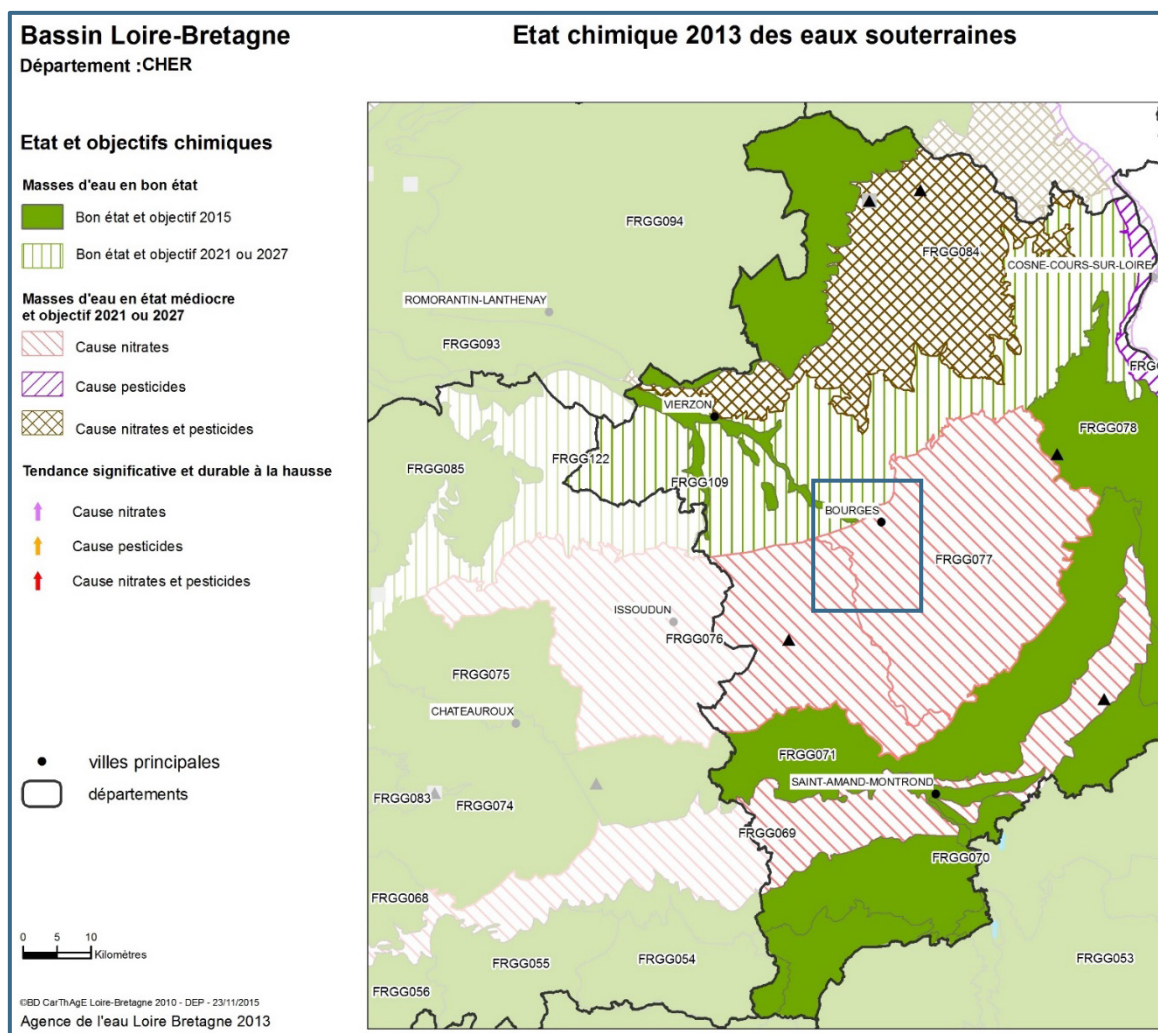 Bassin Loire-Bretagne
Département :CHER
Etat chimique 2013 des eaux souterraines
Etat et objectifs chimiques
Masses d'eau en bon état
Bon état et objectif 2015
Bon état et objectif 2021 ou 2027
Masses d'eau en état médiocre
et objectif 2021 ou 2027
Cause nitrates
Cause pesticides
Cause nitrates et pesticides
Tendance significative et durable à la hausse
Cause nitrates
Cause pesticides
Cause nitrates et pesticides
villes principales
départements
0 5 10
Kilomètres
©BD CarThAgE Loire-Bretagne 2010 - DEP - 23/11/2015
Agence de l'eau Loire Bretagne 2013
FRGG094
FRGG084
COSNE-COURS-SUR-LOIRE
ROMORANTIN-LANTHENAY
FRGG093
VIERZON
FRGG078
FRGG085
FRGG122
FRGG109
BOURGES
FRGG077
ISSOUDUN
FRGG076
FRGG075
CHATEAUROUX
FRGG071
SAINT-AMAND-MONTROND
FRGG083
FRGG074
FRGG069
FRGG070
FRGG068
FRGG055
FRGG054
FRGG053
FRGG056